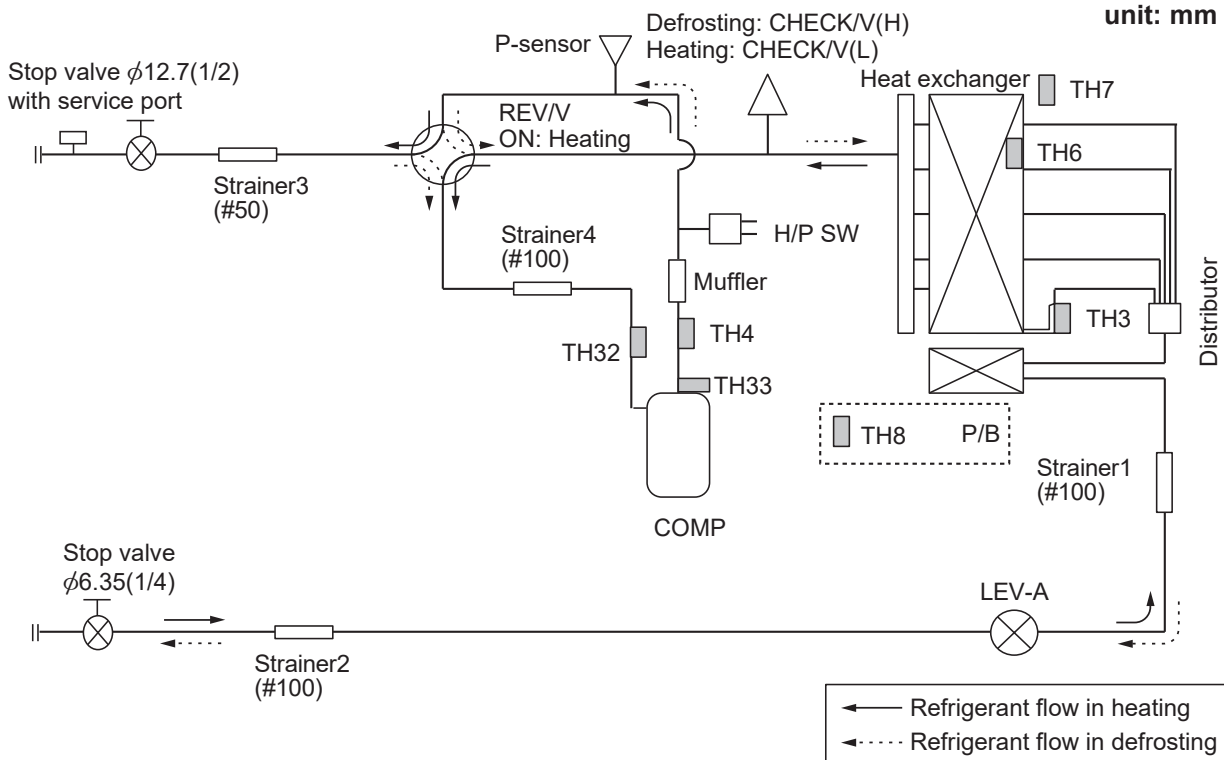 unit: mm
Defrosting: CHECK/V(H)
Heating: CHECK/V(L)
P-sensor
Stop valve ϕ12.7(1/2)
with service port
Heat exchanger
TH7
REV/V
ON: Heating
TH6
Strainer3
(#50)
Strainer4
(#100)
H/P SW
Muffler
TH4
TH32
TH33
TH3
Distributor
TH8
P/B
Strainer1
(#100)
COMP
Stop valve
ϕ6.35(1/4)
LEV-A
Strainer2
(#100)
Refrigerant flow in heating
Refrigerant flow in defrosting